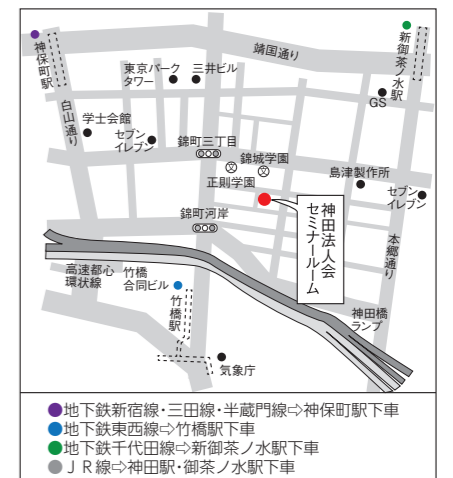 靖国通り
神保町駅
新御茶ノ水駅
東京パーク
タワー
三井ビル
白山通り
GS
学士会館
セブン
イレブン
錦町三丁目
錦城学園
文
文
正則学園
島津製作所
セブン
イレブン
神田法人会
セミナールーム
錦町河岸
本郷通り
高速都心
環状線
竹橋
合同ビル
竹橋駅
神田橋
ランプ
気象庁
●地下鉄新宿線・三田線・半蔵門線⇨神保町駅下車
●地下鉄東西線⇨竹橋駅下車
●地下鉄千代田線⇨新御茶ノ水駅下車
●ＪＲ線⇨神田駅・御茶ノ水駅下車